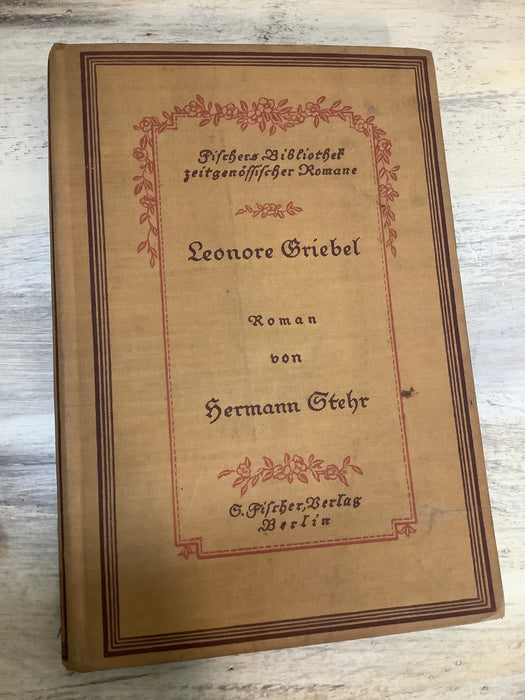 Fischers Bibliothek
zeitgenössischer Romane
Leonore Griebel
Roman
von
Hermann Stehr
S. Fischer, Verlag
Berlin